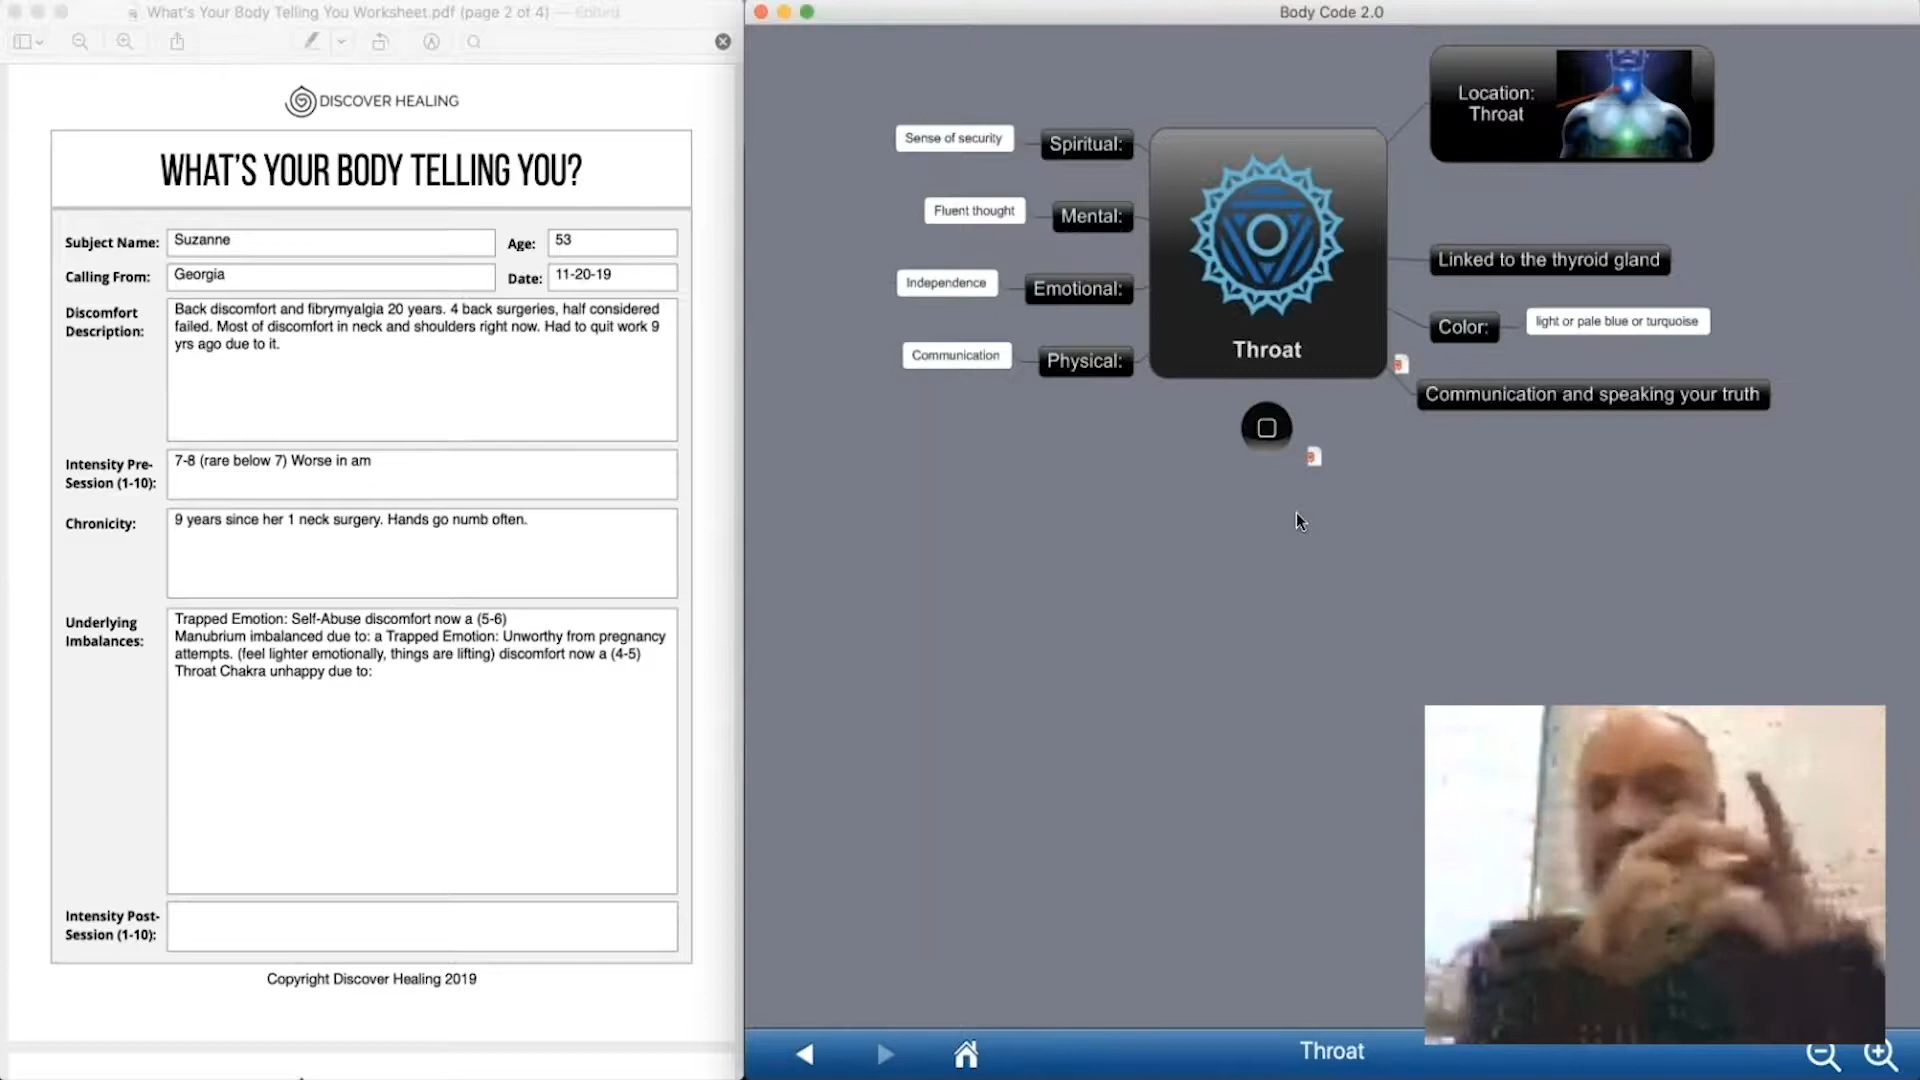 What's Your Body Telling You Worksheet.pdf (page 2 of 4) — Edited
DISCOVER HEALING
WHAT'S YOUR BODY TELLING YOU?
Subject Name: Suzanne Age: 53
Calling From: Georgia Date: 11-20-19
Discomfort Description:
Back discomfort and fibrymyalgia 20 years. 4 back surgeries, half considered
failed. Most of discomfort in neck and shoulders right now. Had to quit work 9
yrs ago due to it.
Intensity Pre-
Session (1-10):
7-8 (rare below 7) Worse in am
Chronicity: 9 years since her 1 neck surgery. Hands go numb often.
Underlying
Imbalances:
Trapped Emotion: Self-Abuse discomfort now a (5-6)
Manubrium imbalanced due to: a Trapped Emotion: Unworthy from pregnancy
attempts. (feel lighter emotionally, things are lifting) discomfort now a (4-5)
Throat Chakra unhappy due to:
Intensity Post-
Session (1-10):
Copyright Discover Healing 2019
Body Code 2.0
Location:
Throat
Sense of security Spiritual:
Fluent thought Mental:
Independence Emotional:
Communication Physical:
Throat
Linked to the thyroid gland
Color: light or pale blue or turquoise
Communication and speaking your truth
Throat